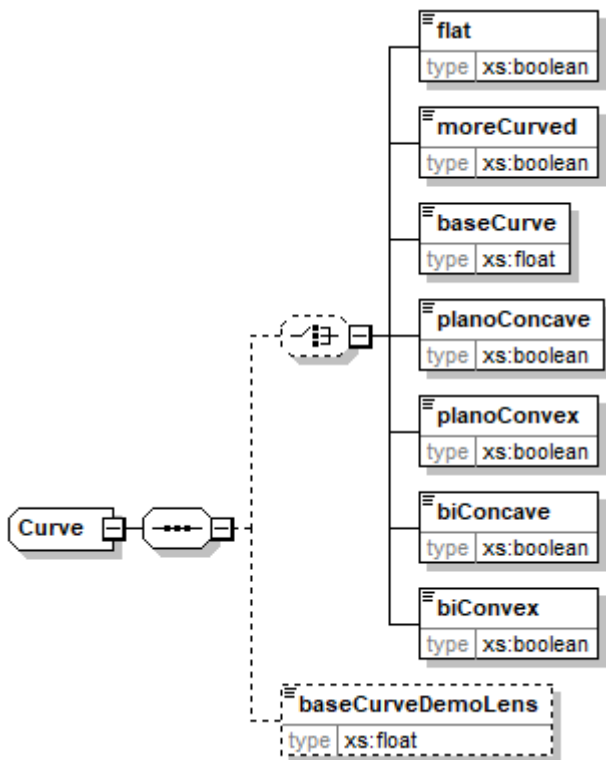 flat
type xs:boolean
moreCurved
type xs:boolean
baseCurve
type xs:float
planoConcave
type xs:boolean
planoConvex
type xs:boolean
Curve
biConcave
type xs:boolean
biConvex
type xs:boolean
baseCurveDemoLens
type xs:float